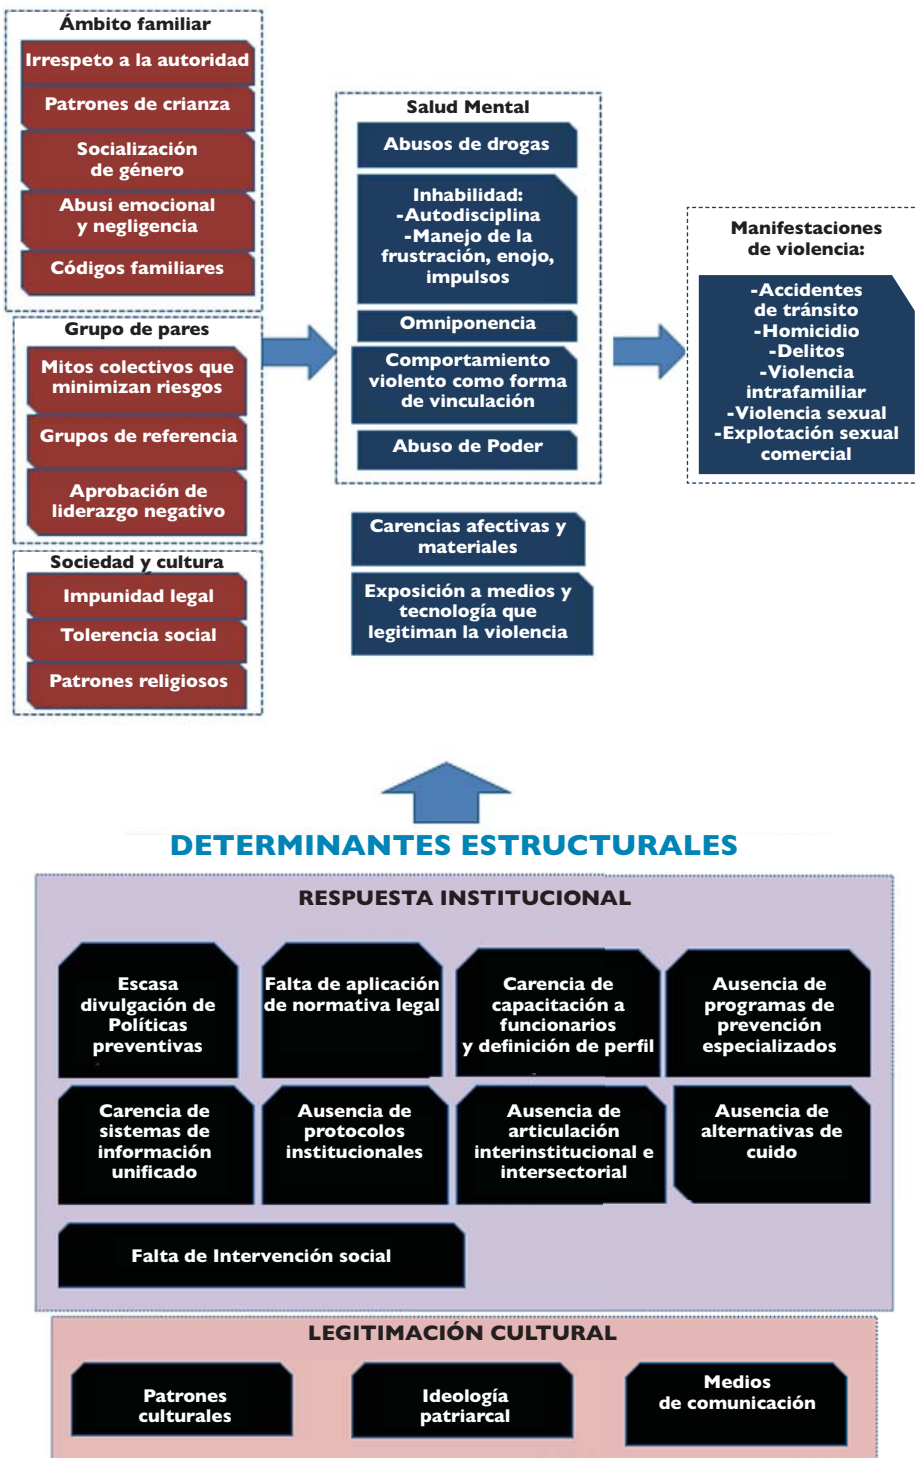 Ámbito familiar
Irrespeto a la autoridad
Patrones de crianza
Socialización
de género
Abusi emocional
y negligencia
Códigos familiares
Grupo de pares
Mitos colectivos que
minimizan riesgos
Grupos de referencia
Aprobación de
liderazgo negativo
Sociedad y cultura
Impunidad legal
Tolerencia social
Patrones religiosos
Salud Mental
Abusos de drogas
Inhabilidad:
-Autodisciplina
-Manejo de la
frustración, enojo,
impulsos
Omniponencia
Comportamiento
violento como forma
de vinculación
Abuso de Poder
Carencias afectivas y
materiales
Exposición a medios y
tecnología que
legitiman la violencia
Manifestaciones
de violencia:
-Accidentes
de tránsito
-Homicidio
-Delitos
-Violencia
intrafamiliar
-Violencia sexual
-Explotación sexual
comercial
DETERMINANTES ESTRUCTURALES
RESPUESTA INSTITUCIONAL
Escasa
divulgación de
Políticas
preventivas
Falta de aplicación
de normativa legal
Carencia de
capacitación a
funcionarios
y definición de perfil
Ausencia de
programas de
prevención
especializados
Carencia de
sistemas de
información
unificado
Ausencia de
protocolos
institucionales
Ausencia de
articulación
interinstitucional e
intersectorial
Ausencia de
alternativas de
cuido
Falta de Intervención social
LEGITIMACIÓN CULTURAL
Patrones
culturales
Ideología
patriarcal
Medios
de comunicación